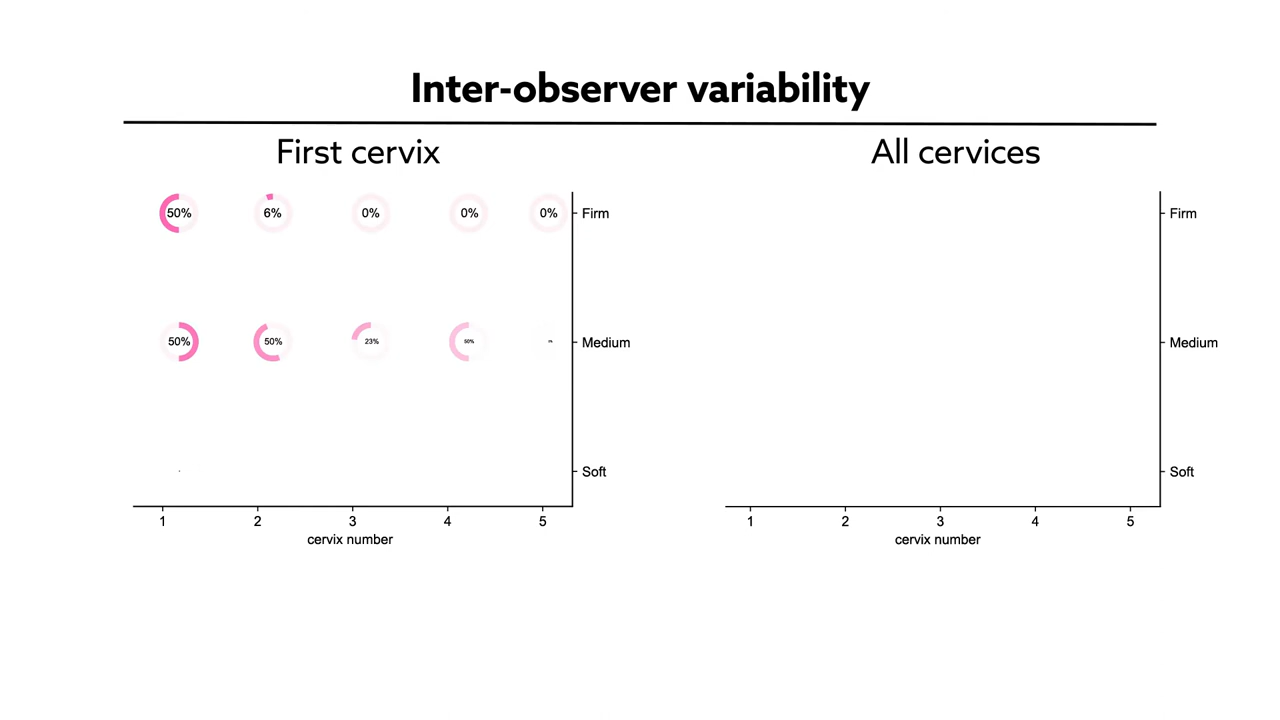 Inter-observer variability
First cervix
50% 6% 0% 0% 0% Firm
50% 50% 23% 50% Medium
Soft
1 2 3 4 5
cervix number
All cervices
Firm
Medium
Soft
1 2 3 4 5
cervix number